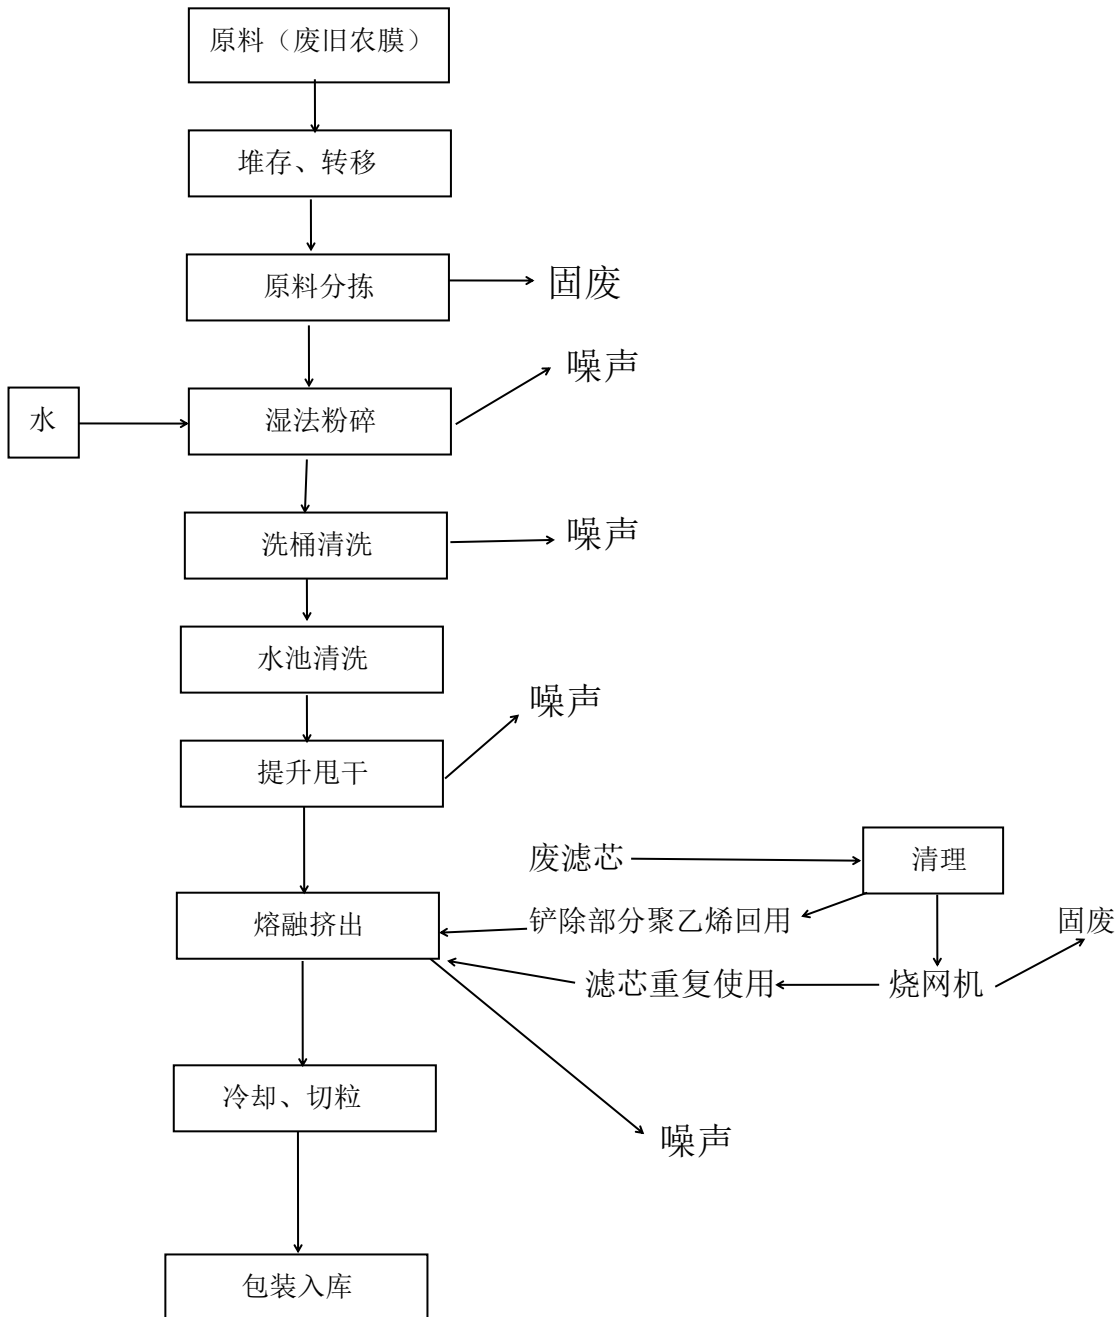 原料（废旧农膜）
堆存、转移
原料分拣
固废
噪声
水
湿法粉碎
洗桶清洗
噪声
水池清洗
噪声
提升甩干
废滤芯
清理
熔融挤出
铲除部分聚乙烯回用
固废
滤芯重复使用
烧网机
冷却、切粒
噪声
包装入库